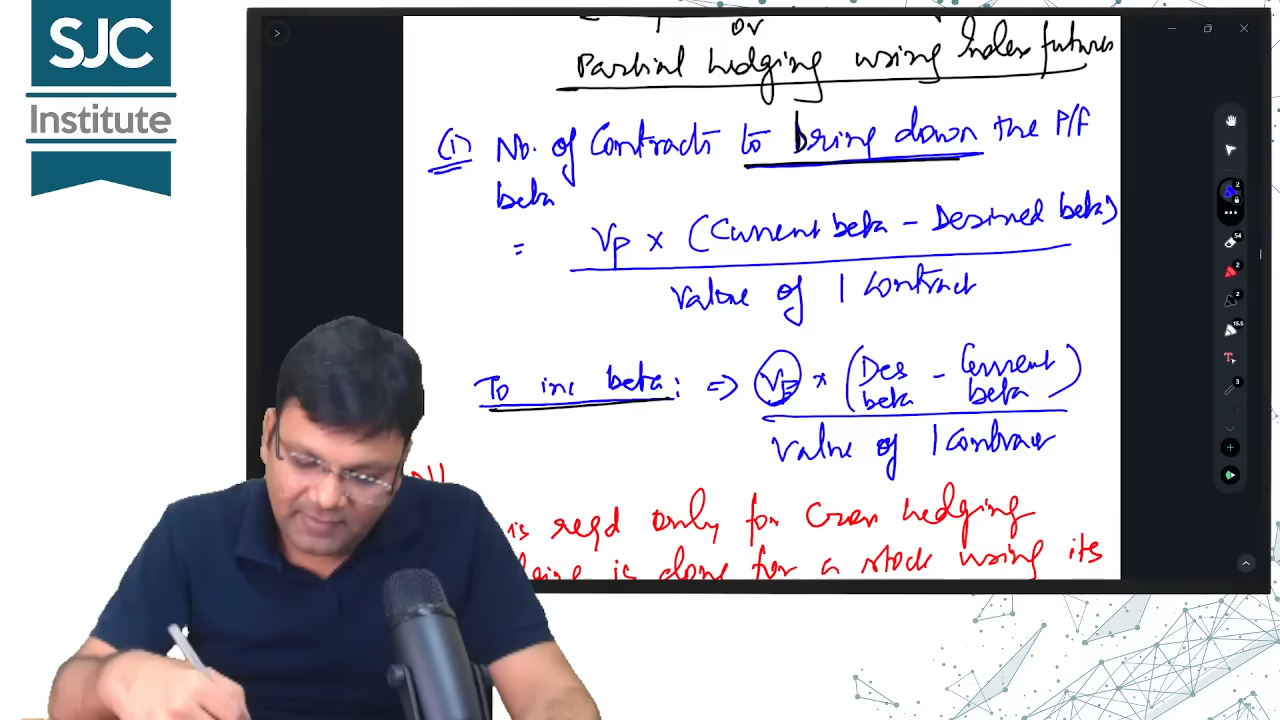 SJC
Institute
or
Partial hedging using Index futures
(1) No. of Contracts to bring down the P/F
beta
= Vp × (Current beta - Desired beta)
Value of 1 Contract
To inc beta: => VP × (Des beta - Current beta)
Value of 1 Contract
is reqd only for Cross hedging
is done for a stock using its